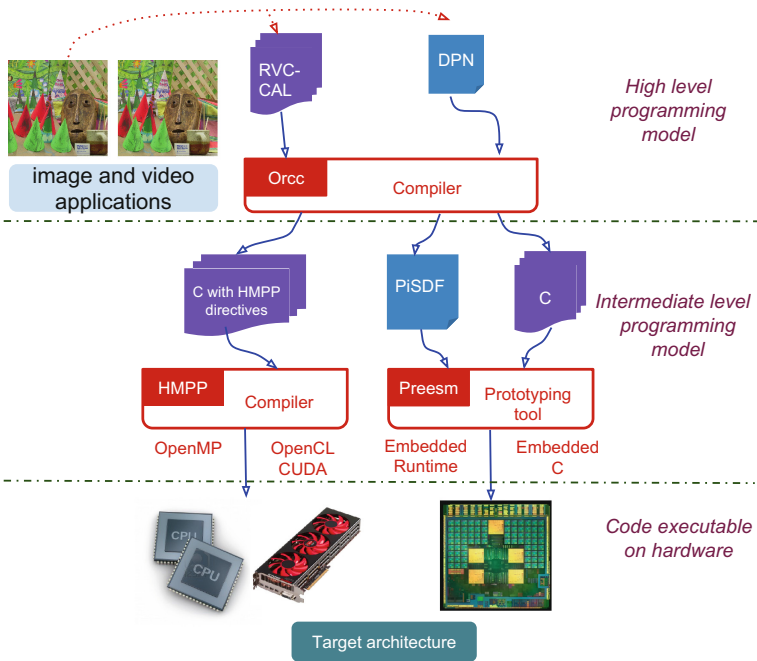 RVC-
CAL
DPN
High level
programming
model
image and video
applications
Orcc
Compiler
C with HMPP
directives
PiSDF
C
Intermediate level
programming
model
HMPP
Compiler
Preesm
Prototyping
tool
OpenMP
OpenCL
CUDA
Embedded
Runtime
Embedded
C
CPU
CPU
Code executable
on hardware
Target architecture